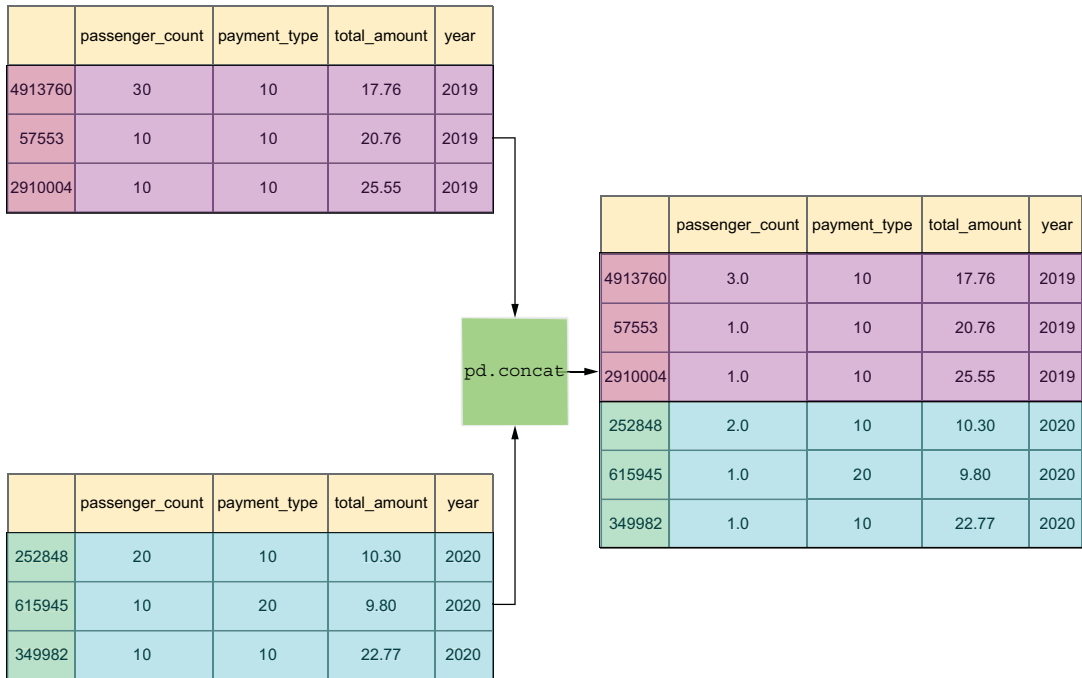 passenger_count payment_type total_amount year
4913760 30 10 17.76 2019
57553 10 10 20.76 2019
2910004 10 10 25.55 2019
pd.concat
passenger_count payment_type total_amount year
252848 20 10 10.30 2020
615945 10 20 9.80 2020
349982 10 10 22.77 2020
passenger_count payment_type total_amount year
4913760 3.0 10 17.76 2019
57553 1.0 10 20.76 2019
2910004 1.0 10 25.55 2019
252848 2.0 10 10.30 2020
615945 1.0 20 9.80 2020
349982 1.0 10 22.77 2020